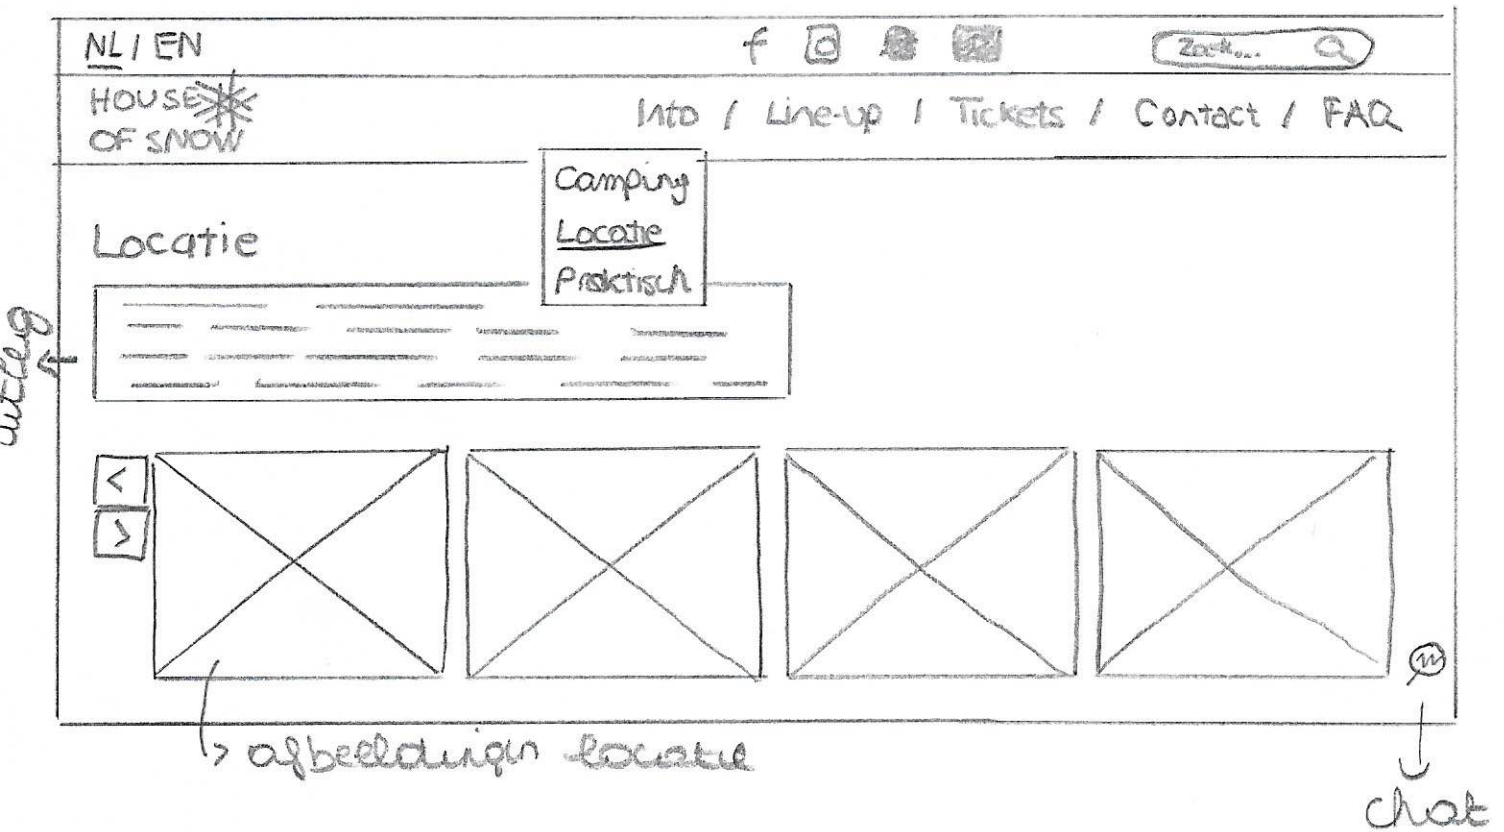 NL / EN
Zoek...
HOUSE
OF SNOW
Info / Line-up / Tickets / Contact / FAQ
Camping
Locatie
Praktisch
Locatie
uitleg
<
>
afbeeldingen locatie
chat